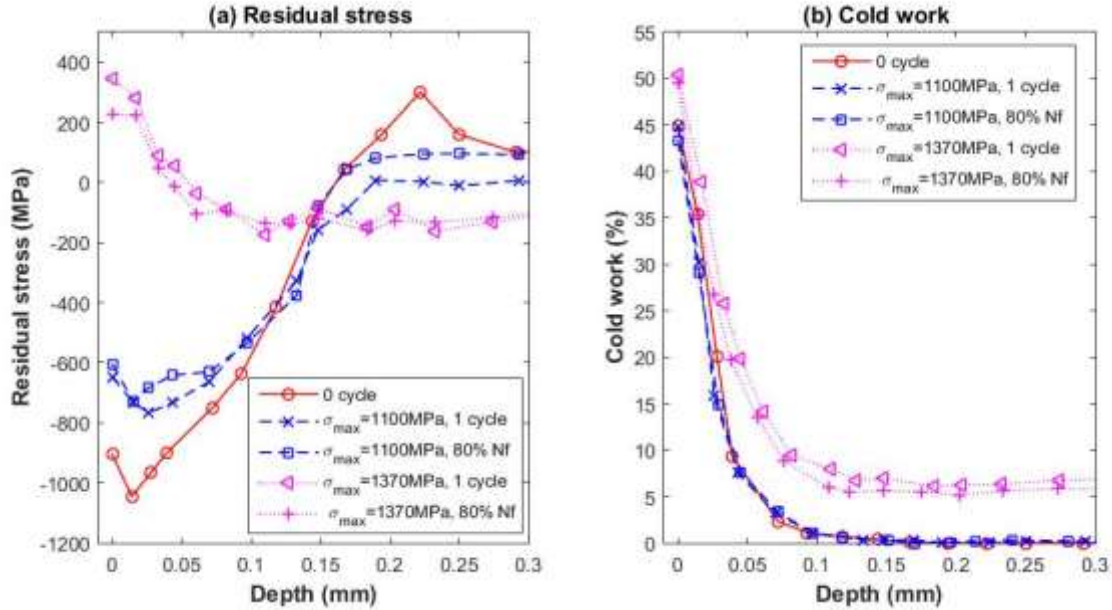 (a) Residual stress
400
200
0
-200
-400
-600
-800
-1000
-1200
Residual stress (MPa)
0 cycle
σmax=1100MPa, 1 cycle
σmax=1100MPa, 80% Nf
σmax=1370MPa, 1 cycle
σmax=1370MPa, 80% Nf
0 0.05 0.1 0.15 0.2 0.25 0.3
Depth (mm)
(b) Cold work
55
50
45
40
35
30
25
20
15
10
5
0
Cold work (%)
0 cycle
σmax=1100MPa, 1 cycle
σmax=1100MPa, 80% Nf
σmax=1370MPa, 1 cycle
σmax=1370MPa, 80% Nf
0 0.05 0.1 0.15 0.2 0.25 0.3
Depth (mm)